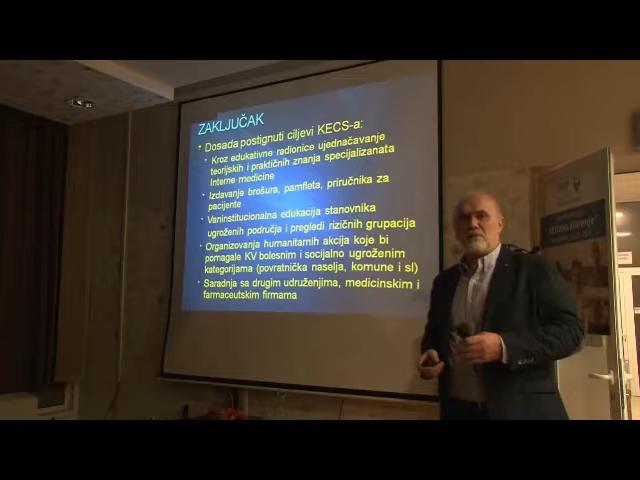 ZAKLJUČAK
• Dosada postignuti ciljevi KECS-a:
• Kroz edukativne radionice ujednačavanje
teorijskih i praktičnih znanja specijalizanata
Interne medicine
• Izdavanje brošura, pamfleta, priručnika za
pacijente
• Vaninstitucionalna edukacija stanovnika
ugroženih područja i pregledi rizičnih grupacija
• Organizovanja humanitarnih akcija koje bi
pomagale KV bolesnim i socijalno ugroženim
kategorijama (povratnička naselja, komune i sl)
• Saradnja sa drugim udruženjima, medicinskim i
farmaceutskim firmama